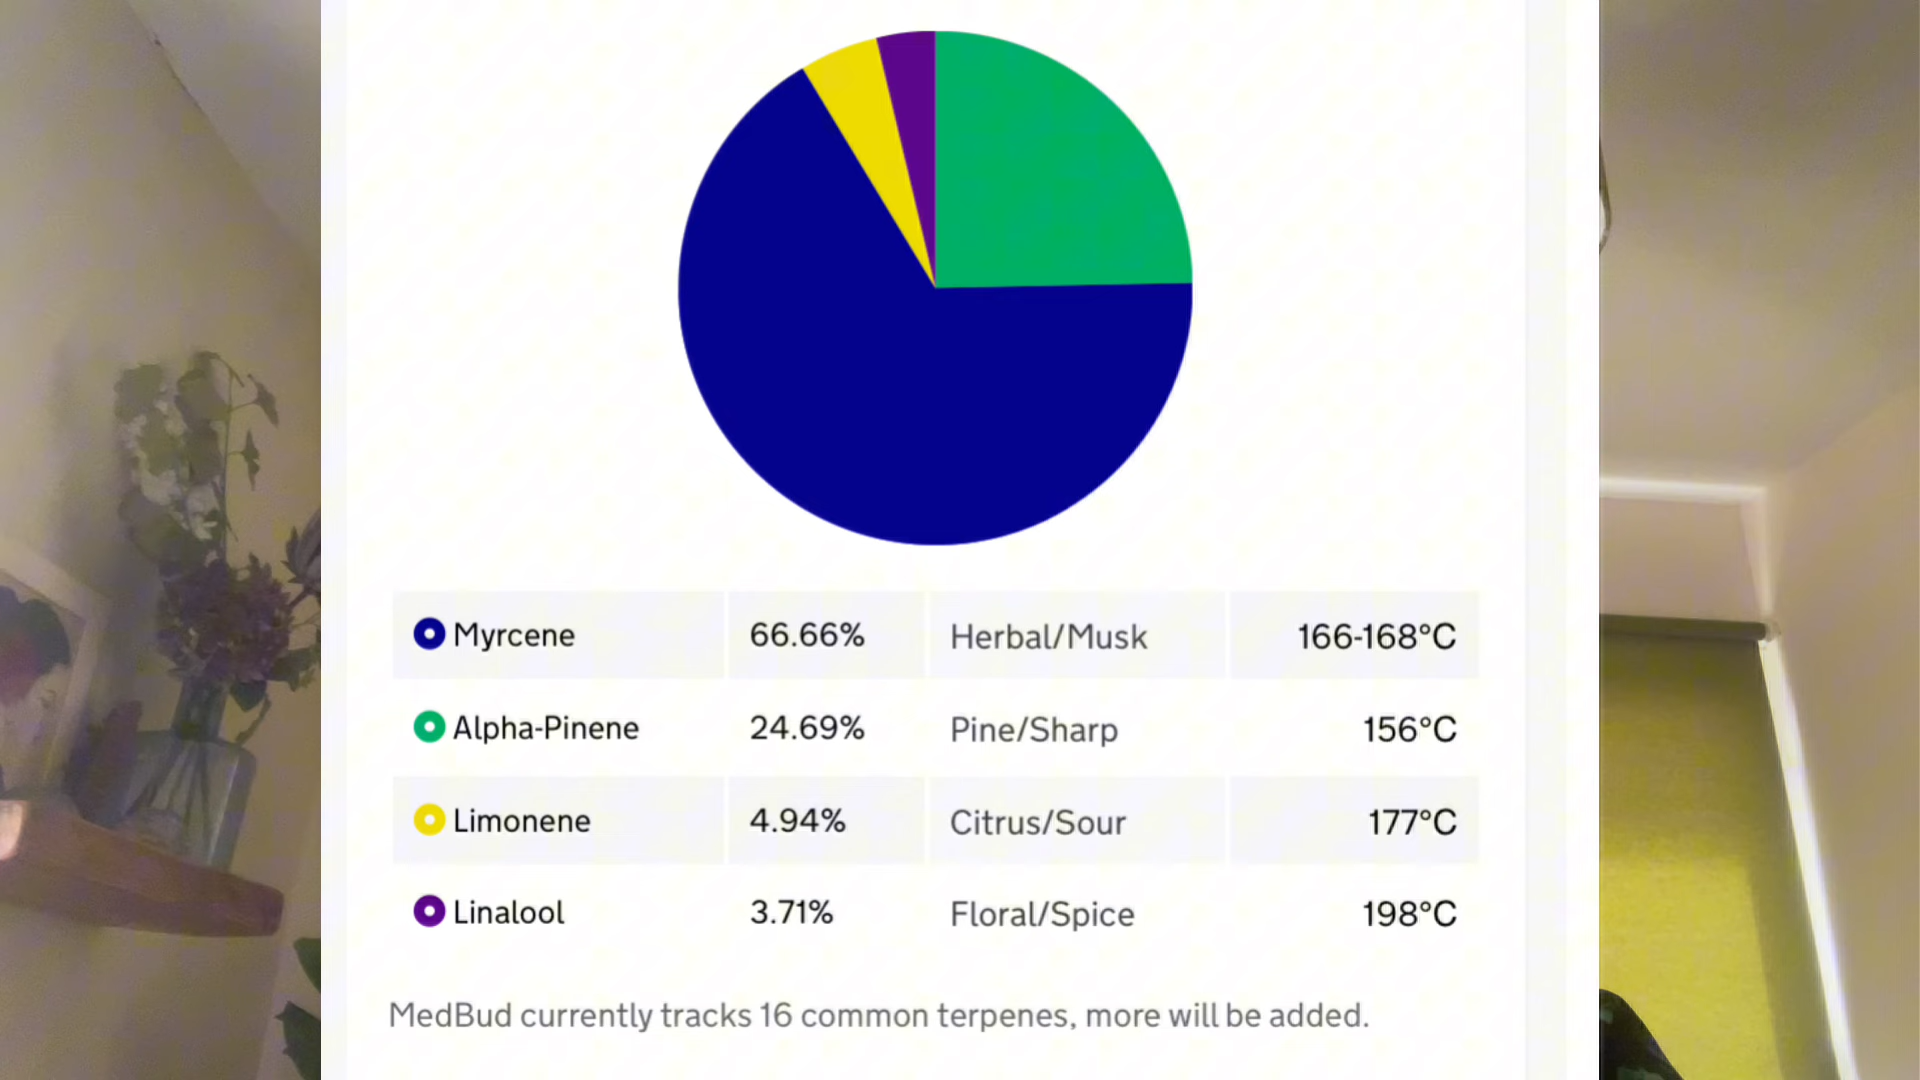 Myrcene 66.66% Herbal/Musk 166-168°C
Alpha-Pinene 24.69% Pine/Sharp 156°C
Limonene 4.94% Citrus/Sour 177°C
Linalool 3.71% Floral/Spice 198°C
MedBud currently tracks 16 common terpenes, more will be added.